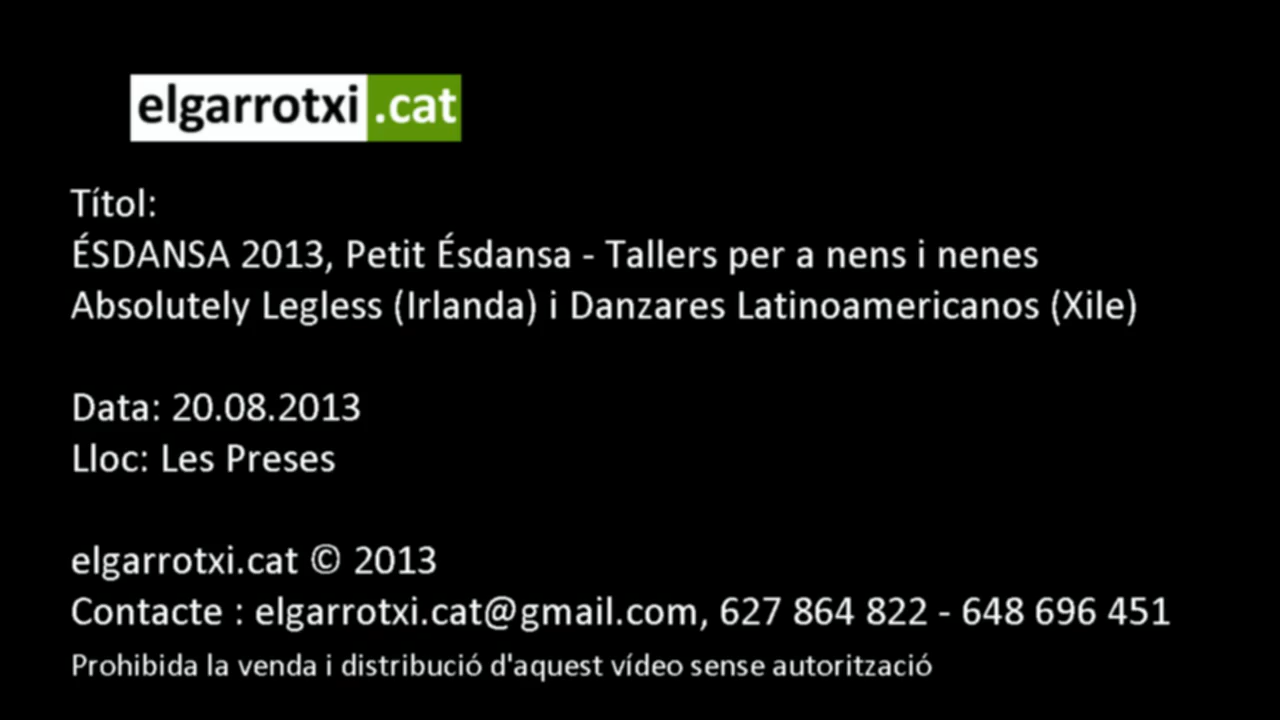 elgarrotxi .cat
Títol:
ÉSDANSA 2013, Petit Ésdansa - Tallers per a nens i nenes
Absolutely Legless (Irlanda) i Danzares Latinoamericanos (Xile)
Data: 20.08.2013
Lloc: Les Preses
elgarrotxi.cat © 2013
Contacte : elgarrotxi.cat@gmail.com, 627 864 822 - 648 696 451
Prohibida la venda i distribució d'aquest vídeo sense autorització